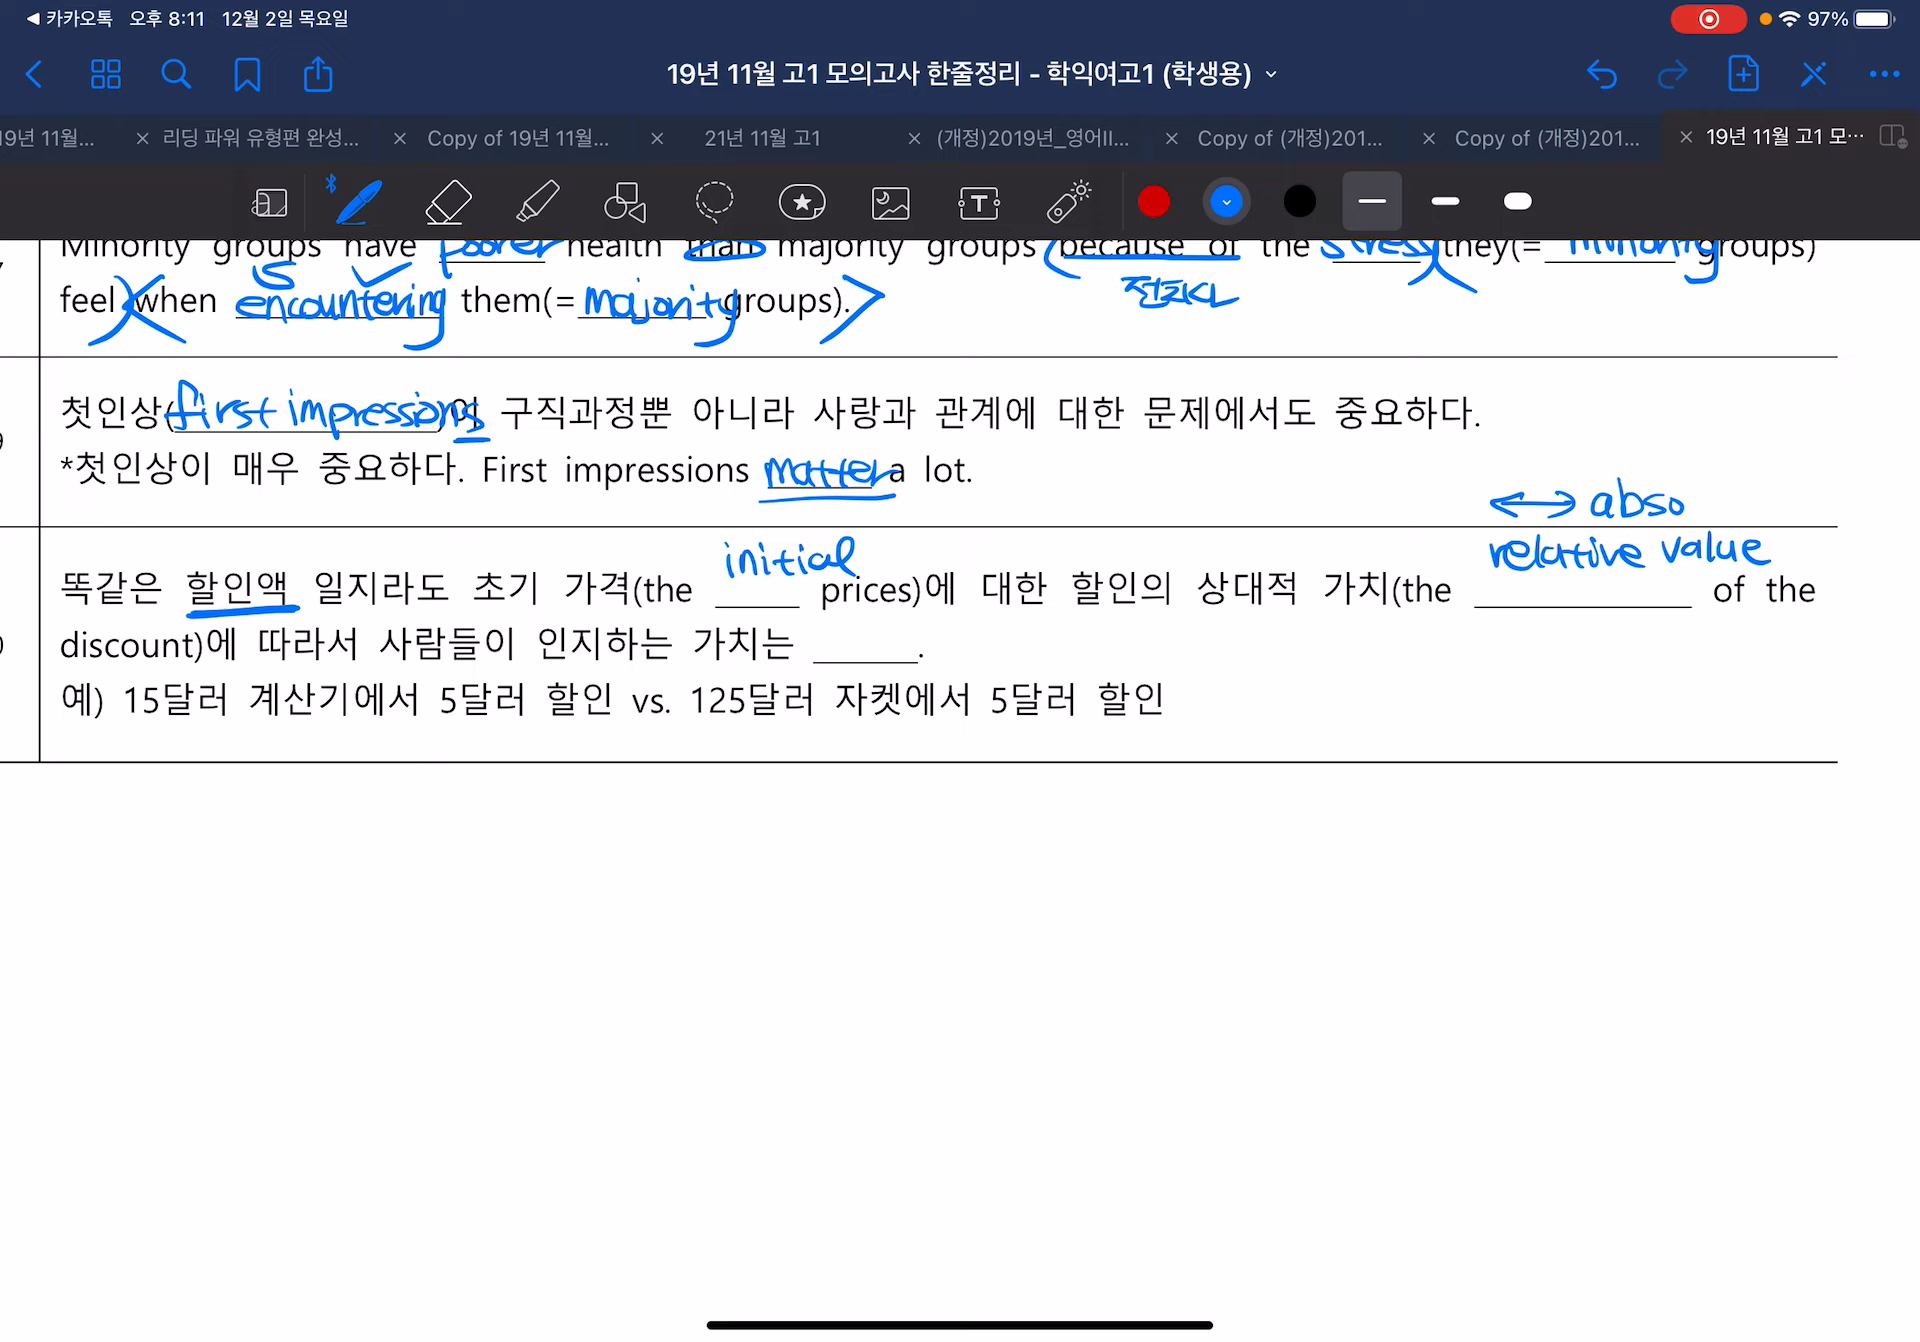 카카오톡 오후 8:11 12월 2일 목요일 97%
19년 11월 고1 모의고사 한줄정리 - 학익여고1 (학생용)
19년 11월... 리딩 파워 유형편 완성... Copy of 19년 11월... 21년 11월 고1 (개정)2019년_영어II... Copy of (개정)201... Copy of (개정)201... 19년 11월 고1 모...
Minority groups have poorer health than majority groups because of the stress they(= minority groups)
feel when encountering them(= majority groups).
전치사
첫인상(first impressions)이 구직과정뿐 아니라 사랑과 관계에 대한 문제에서도 중요하다.
*첫인상이 매우 중요하다. First impressions matter a lot.
↔ abso
initial relative value
똑같은 할인액 일지라도 초기 가격(the _____ prices)에 대한 할인의 상대적 가치(the _____ of the
discount)에 따라서 사람들이 인지하는 가치는 _____.
예) 15달러 계산기에서 5달러 할인 vs. 125달러 자켓에서 5달러 할인